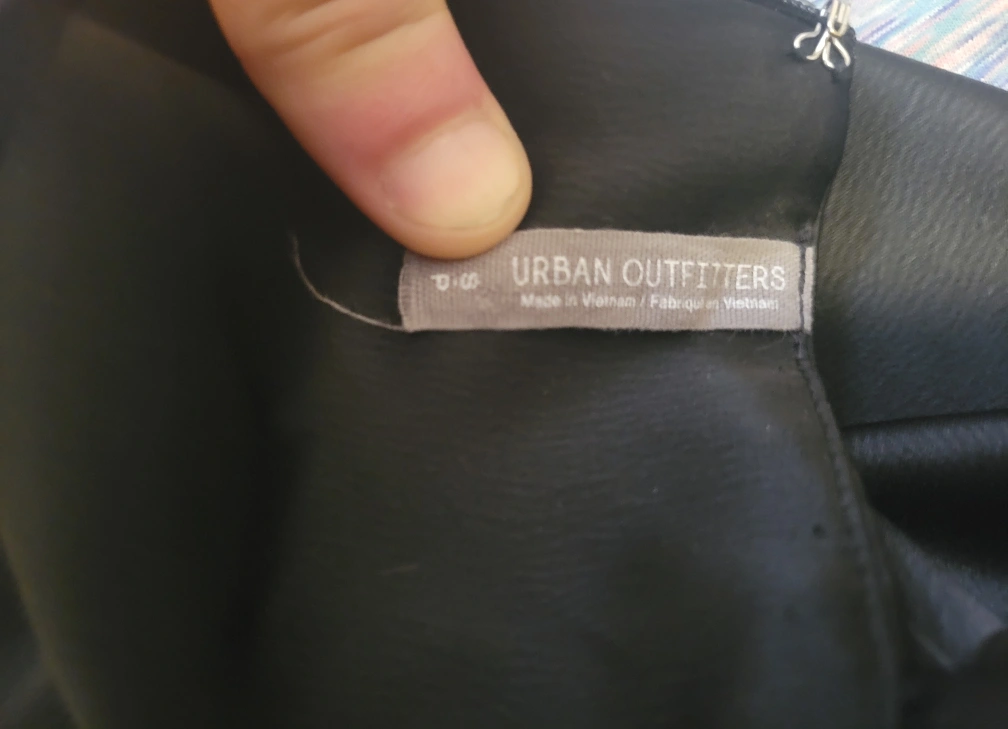 P·S
URBAN OUTFITTERS
Made in Vietnam / Fabriqué en Vietnam